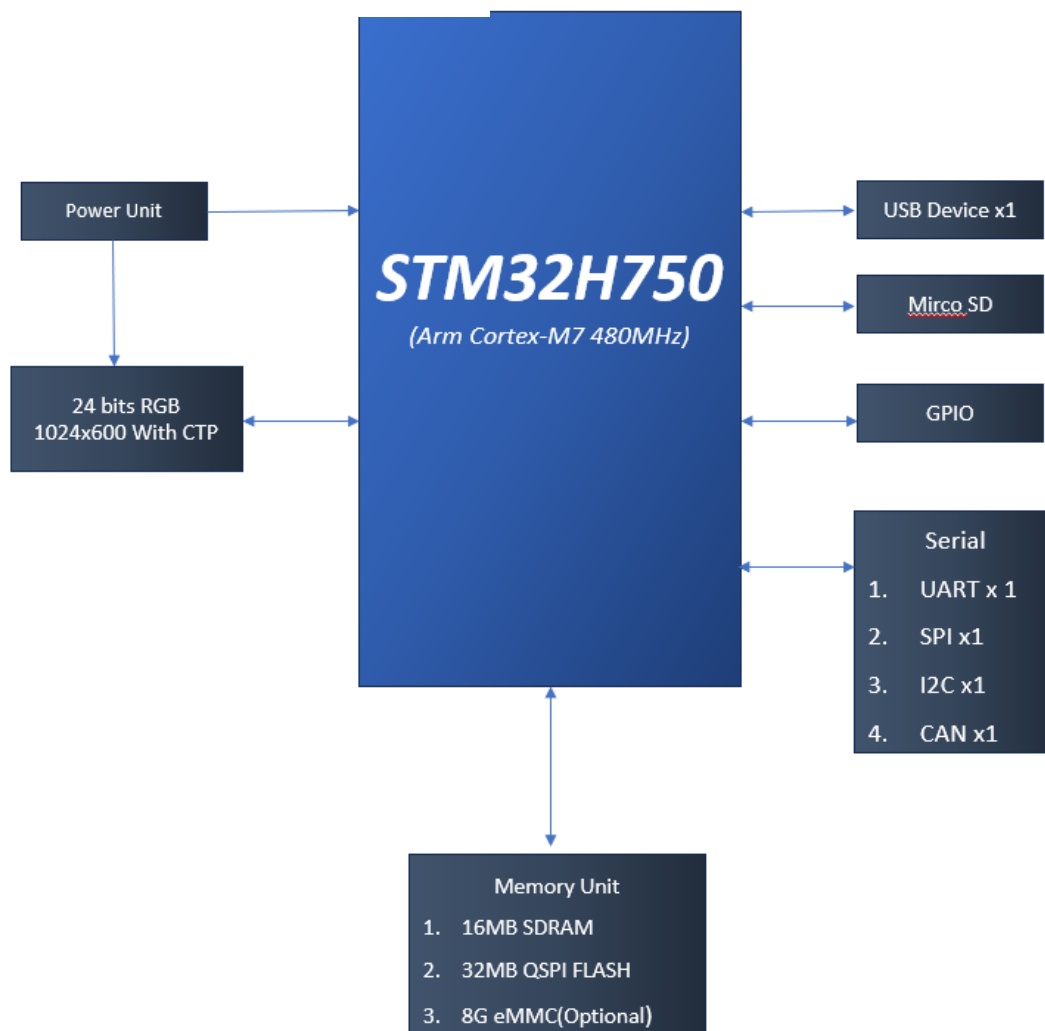 STM32H750
(Arm Cortex-M7 480MHz)
Power Unit
24 bits RGB
1024x600 With CTP
USB Device x1
Mirco SD
GPIO
Serial
1. UART x 1
2. SPI x1
3. I2C x1
4. CAN x1
Memory Unit
1. 16MB SDRAM
2. 32MB QSPI FLASH
3. 8G eMMC(Optional)